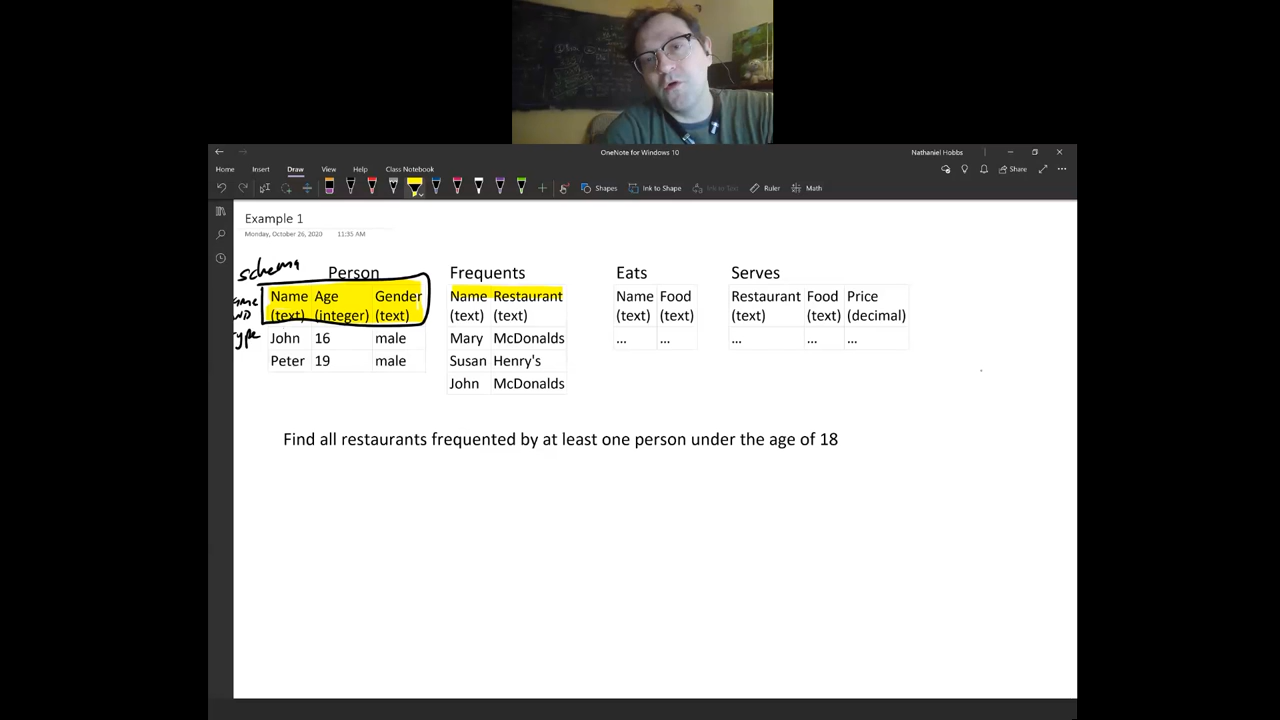 OneNote for Windows 10
Nathaniel Hobbs
Home Insert Draw View Help Class Notebook
Shapes Ink to Shape Ink to Text Ruler Math Share
Example 1
Monday, October 26, 2020 11:35 AM
schema
Person
Name Age Gender
(text) (integer) (text)
type
John 16 male
Peter 19 male
Frequents
Name Restaurant
(text) (text)
Mary McDonalds
Susan Henry's
John McDonalds
Eats
Name Food
(text) (text)
... ...
Serves
Restaurant Food Price
(text) (text) (decimal)
... ... ...
Find all restaurants frequented by at least one person under the age of 18